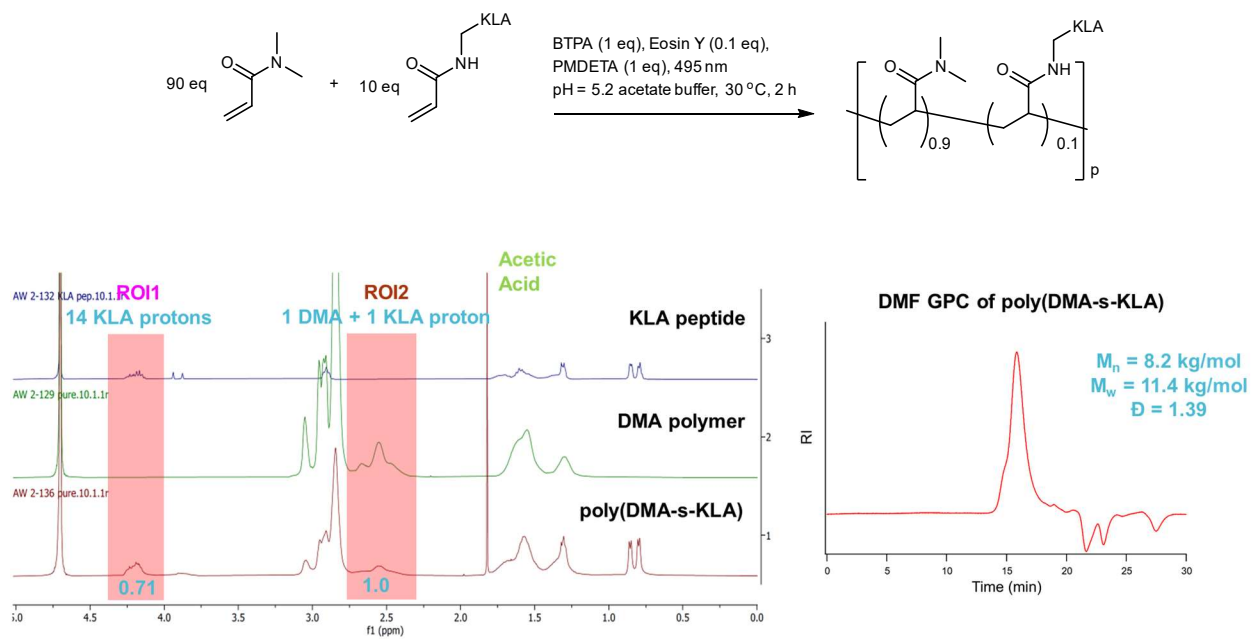 KLA
KLA
O
N
O
NH
O
N
O
NH
90 eq
+
10 eq
BTPA (1 eq), Eosin Y (0.1 eq),
PMDETA (1 eq), 495 nm
pH = 5.2 acetate buffer, 30 °C, 2 h
0.9
0.1
p
Acetic
Acid
AW 2-132 KLA pep.10.1.1r
ROI1
14 KLA protons
ROI2
1 DMA + 1 KLA proton
KLA peptide
AW 2-129 pure.10.1.1r
DMA polymer
AW 2-136 pure.10.1.1r
poly(DMA-s-KLA)
0.71
1.0
3
2
1
5.0
4.5
4.0
3.5
3.0
2.5
2.0
1.5
1.0
0.5
0.0
f1 (ppm)
DMF GPC of poly(DMA-s-KLA)
Mn = 8.2 kg/mol
Mw = 11.4 kg/mol
Đ = 1.39
RI
0
5
10
15
20
25
30
Time (min)